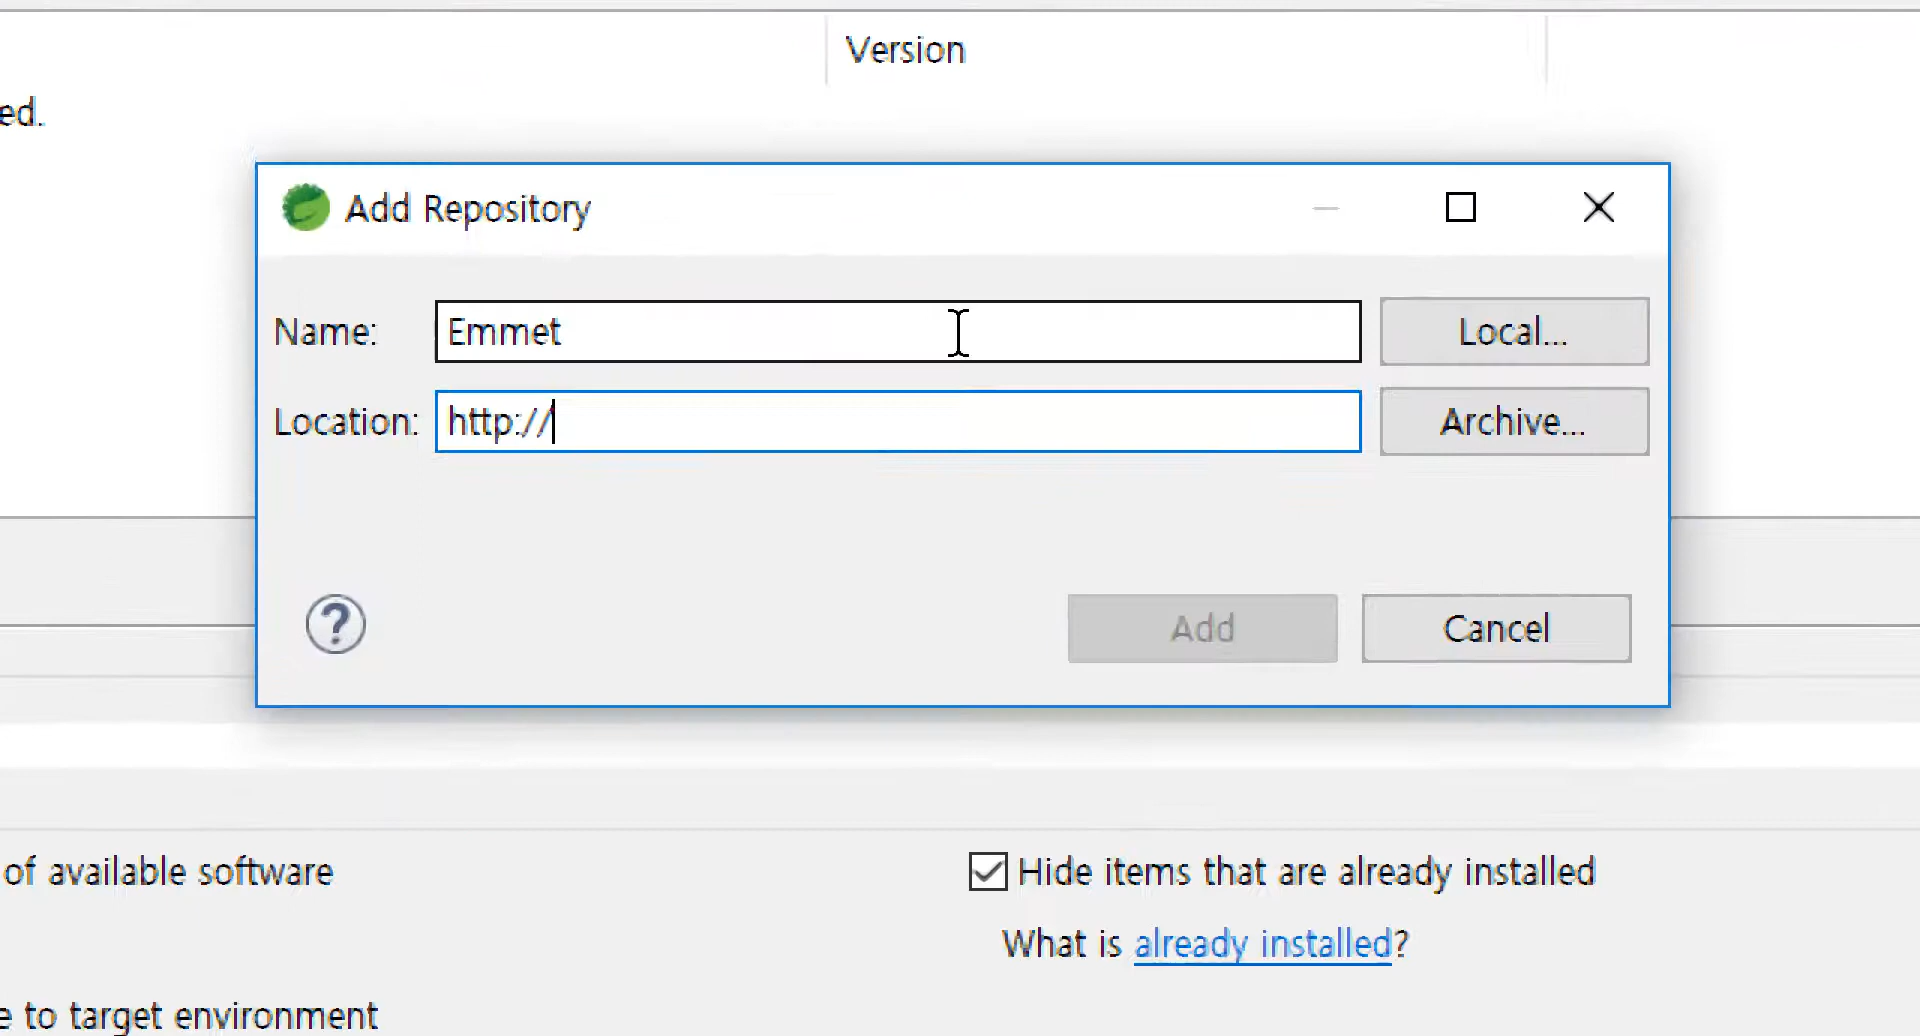 Version
ed.
Add Repository
Name: Emmet Local...
Location: http:// Archive...
? Add Cancel
of available software Hide items that are already installed
What is already installed?
e to target environment